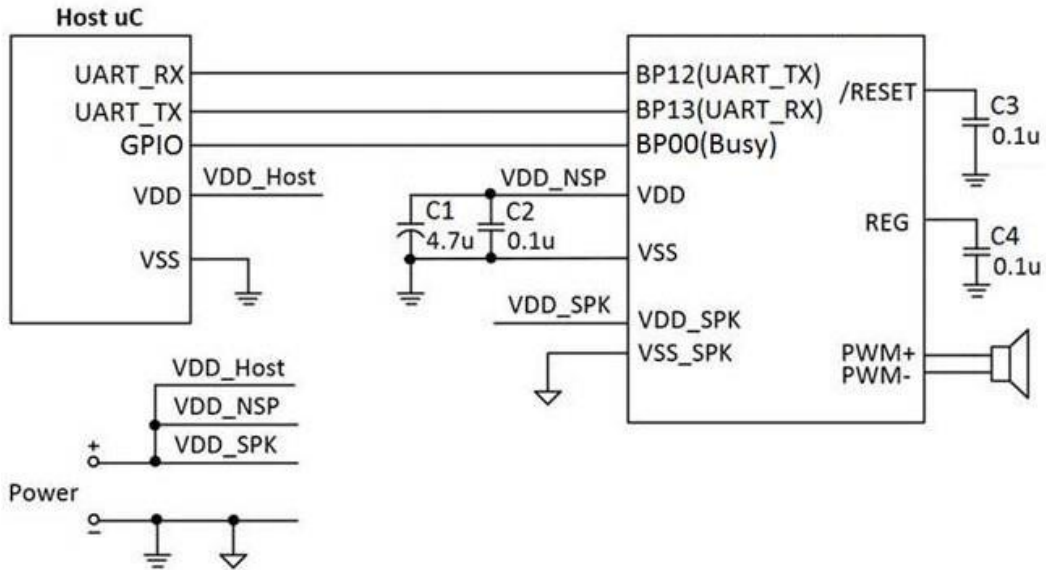 Host uC
UART_RX
UART_TX
GPIO
VDD
VDD_Host
VSS
BP12(UART_TX)
BP13(UART_RX)
BP00(Busy)
VDD_NSP
VDD
VSS
C1
4.7u
C2
0.1u
VDD_SPK
VDD_SPK
VSS_SPK
/RESET
C3
0.1u
REG
C4
0.1u
PWM+
PWM-
VDD_Host
VDD_NSP
VDD_SPK
+
Power
−